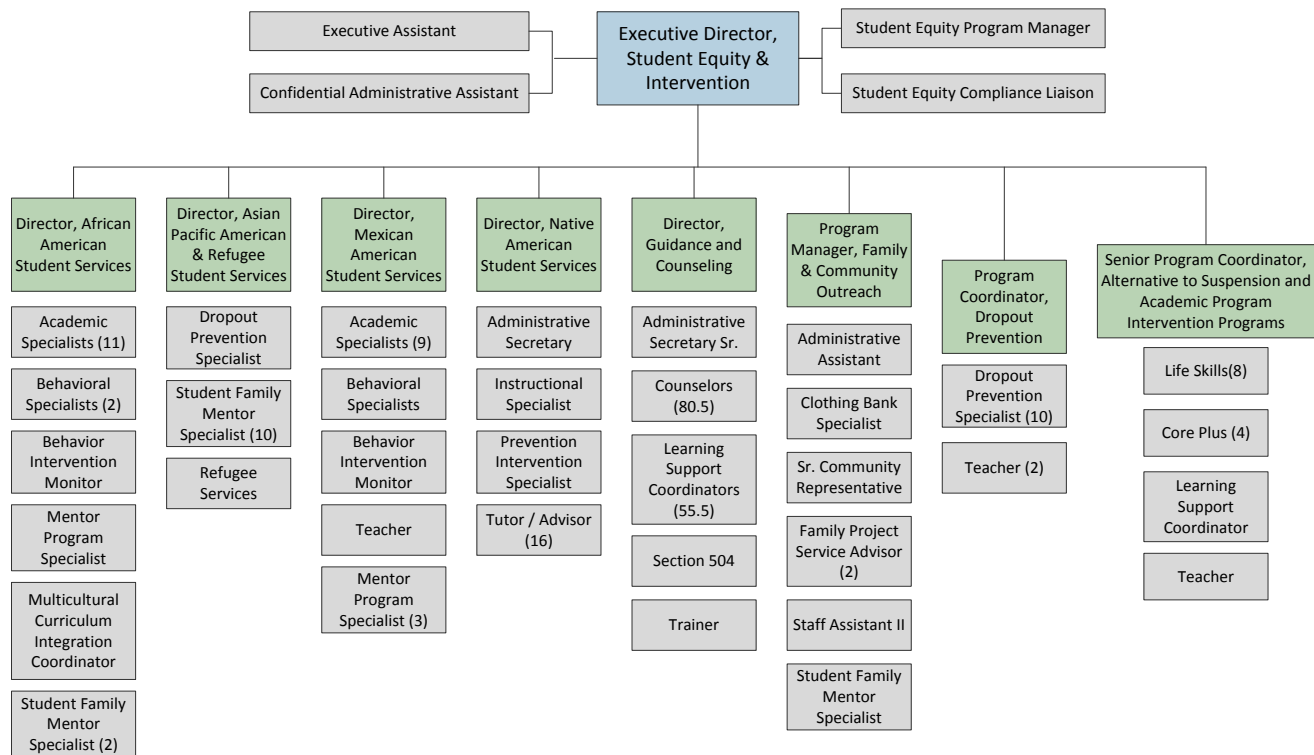 Executive Assistant
Confidential Administrative Assistant
Executive Director,
Student Equity &
Intervention
Student Equity Program Manager
Student Equity Compliance Liaison
Director, African
American
Student Services
Academic
Specialists (11)
Behavioral
Specialists (2)
Behavior
Intervention
Monitor
Mentor
Program
Specialist
Multicultural
Curriculum
Integration
Coordinator
Student Family
Mentor
Specialist (2)
Director, Asian
Pacific American
& Refugee
Student Services
Dropout
Prevention
Specialist
Student Family
Mentor
Specialist (10)
Refugee
Services
Director,
Mexican
American
Student Services
Academic
Specialists (9)
Behavioral
Specialists
Behavior
Intervention
Monitor
Teacher
Mentor
Program
Specialist (3)
Director, Native
American
Student Services
Administrative
Secretary
Instructional
Specialist
Prevention
Intervention
Specialist
Tutor / Advisor
(16)
Director,
Guidance and
Counseling
Administrative
Secretary Sr.
Counselors
(80.5)
Learning
Support
Coordinators
(55.5)
Section 504
Trainer
Program
Manager, Family
& Community
Outreach
Administrative
Assistant
Clothing Bank
Specialist
Sr. Community
Representative
Family Project
Service Advisor
(2)
Staff Assistant II
Student Family
Mentor
Specialist
Program
Coordinator,
Dropout
Prevention
Dropout
Prevention
Specialist (10)
Teacher (2)
Senior Program Coordinator,
Alternative to Suspension and
Academic Program
Intervention Programs
Life Skills(8)
Core Plus (4)
Learning
Support
Coordinator
Teacher